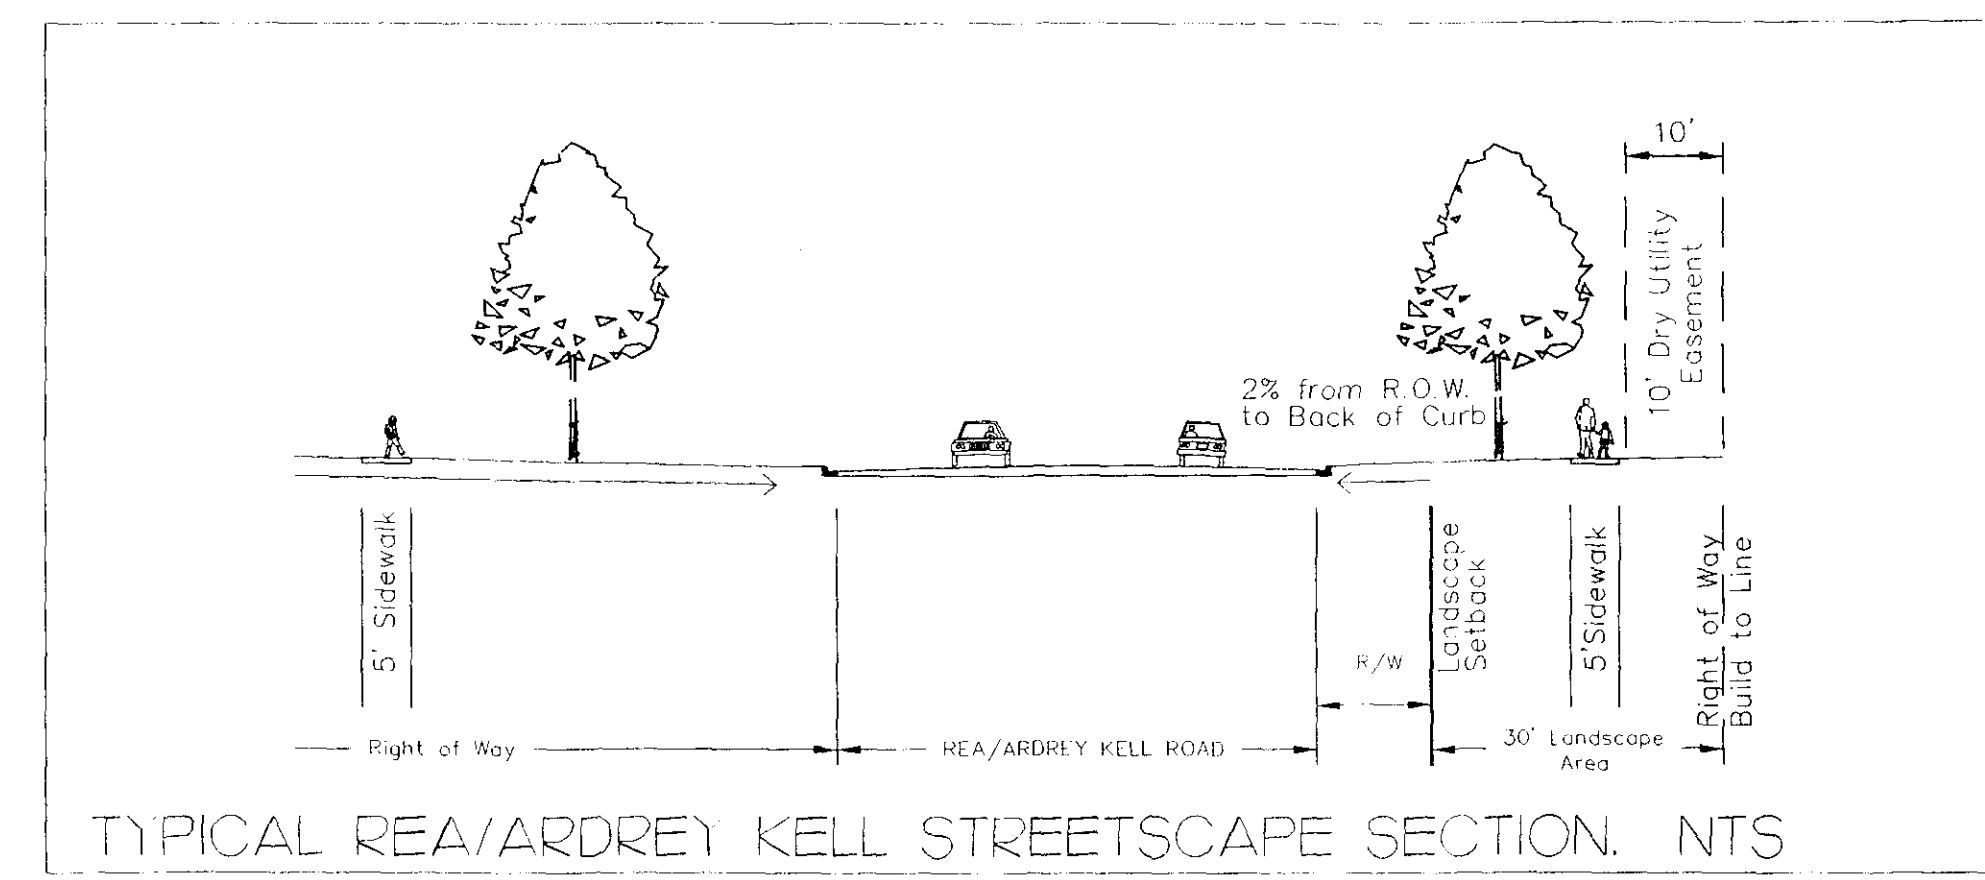 10'
10' Dry Utility
Easement
2% from R.O.W.
to Back of Curb
5' Sidewalk
Landscape
Setback
5' Sidewalk
Right of Way
Build to Line
R/W
Right of Way
REA/ARDREY KELL ROAD
30' Landscape
Area
TYPICAL REA/ARDREY KELL STREETSCAPE SECTION. NTS